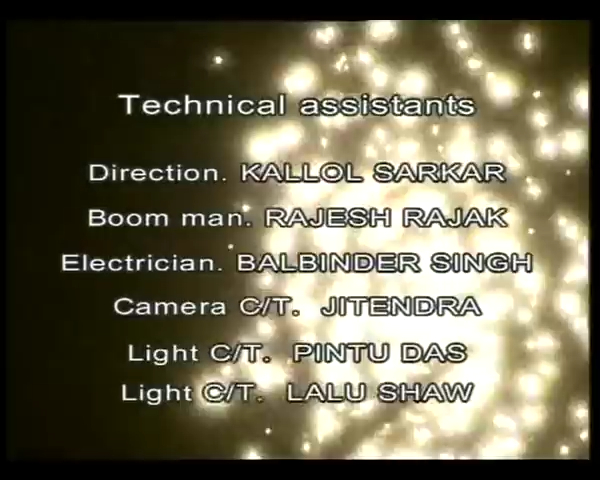 Technical assistants
Direction. KALLOL SARKAR
Boom man. RAJESH RAJAK
Electrician. BALBINDER SINGH
Camera C/T. JITENDRA
Light C/T. PINTU DAS
Light C/T. LALU SHAW